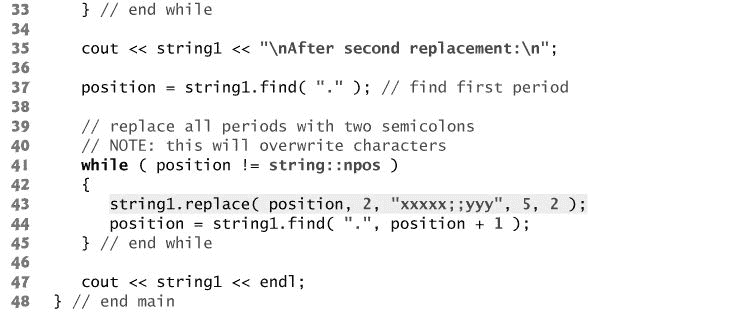 33 } // end while
34
35 cout << string1 << "\nAfter second replacement:\n";
36
37 position = string1.find( "." ); // find first period
38
39 // replace all periods with two semicolons
40 // NOTE: this will overwrite characters
41 while ( position != string::npos )
42 {
43 string1.replace( position, 2, "xxxxx;;yyy", 5, 2 );
44 position = string1.find( ".", position + 1 );
45 } // end while
46
47 cout << string1 << endl;
48 } // end main